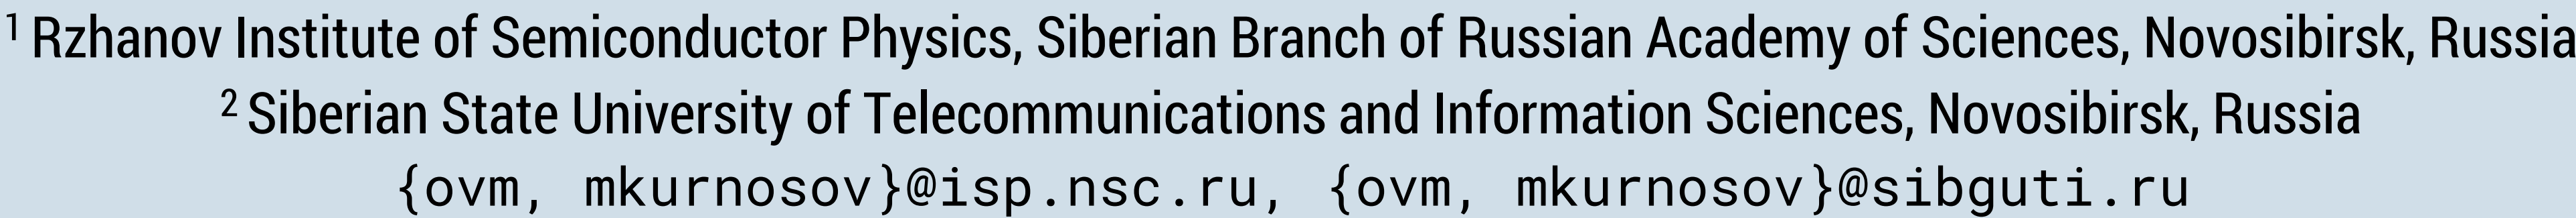 1 Rzhanov Institute of Semiconductor Physics, Siberian Branch of Russian Academy of Sciences, Novosibirsk, Russia
2 Siberian State University of Telecommunications and Information Sciences, Novosibirsk, Russia
{ovm, mkurnosov}@isp.nsc.ru, {ovm, mkurnosov}@sibguti.ru